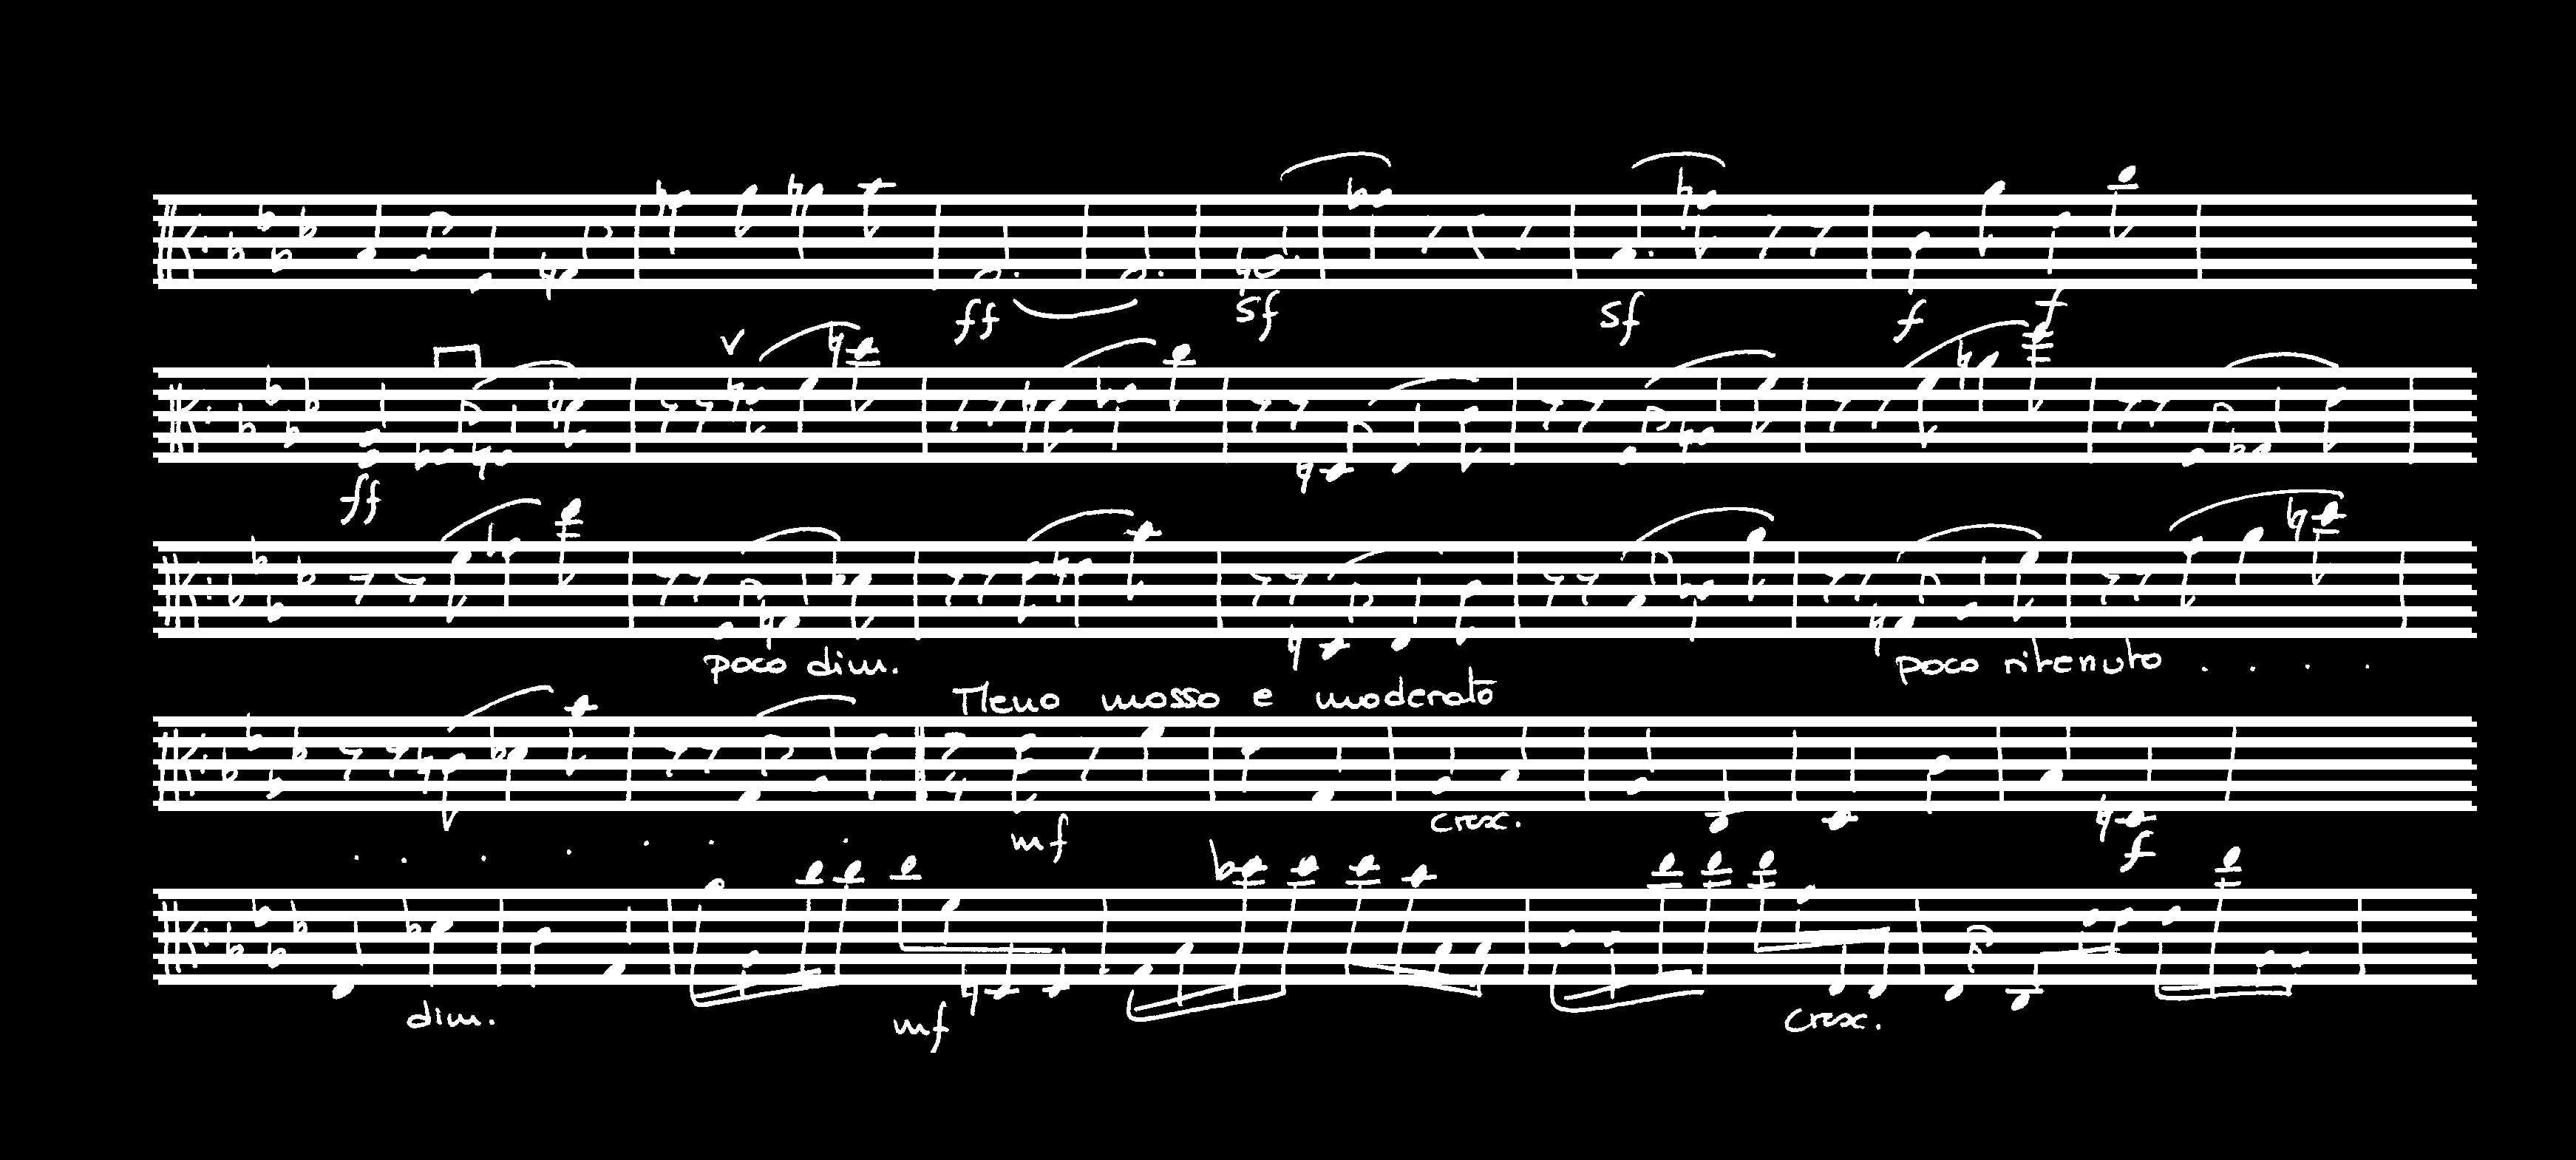 ff sf sf f f
v
ff
poco dim. poco ritenuto . . . .
Meno mosso e moderato
mf cresc. f
dim. mf cresc.